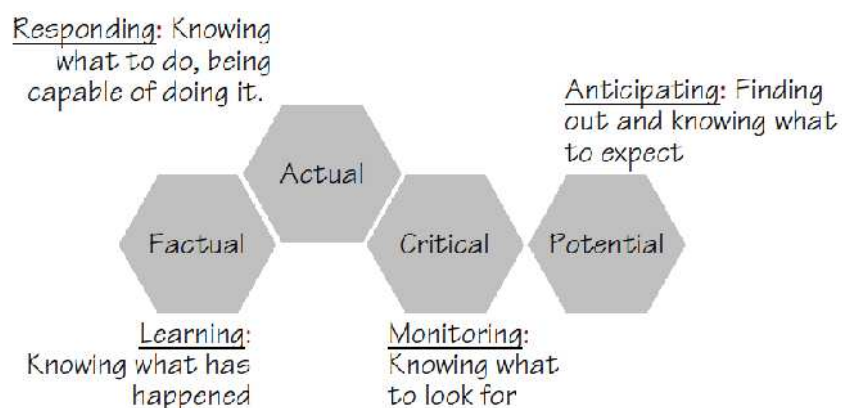 Responding: Knowing
what to do, being
capable of doing it.
Anticipating: Finding
out and knowing what
to expect
Actual
Factual
Critical
Potential
Learning:
Knowing what has
happened
Monitoring:
Knowing what
to look for